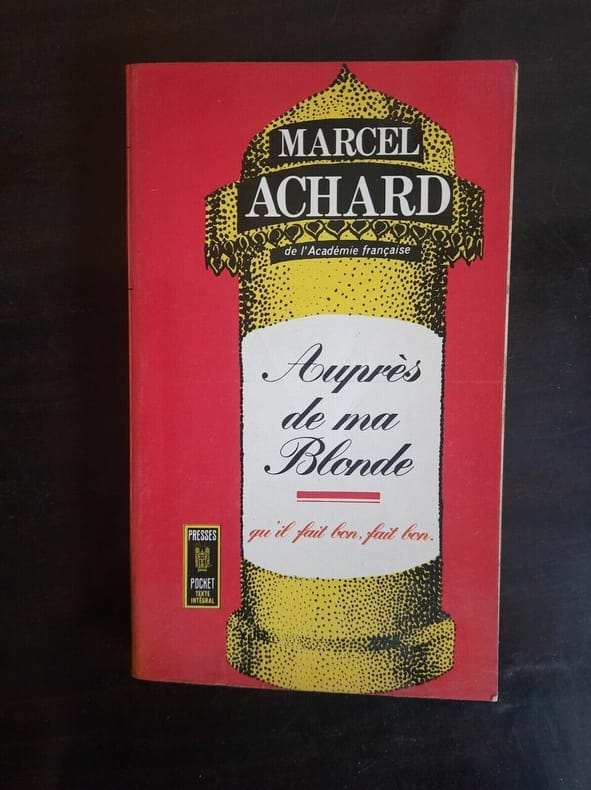 MARCEL
ACHARD
de l'Académie française
Auprès
de ma
Blonde
qu'il fait bon, fait bon.
PRESSES
POCKET
TEXTE
INTÉGRAL